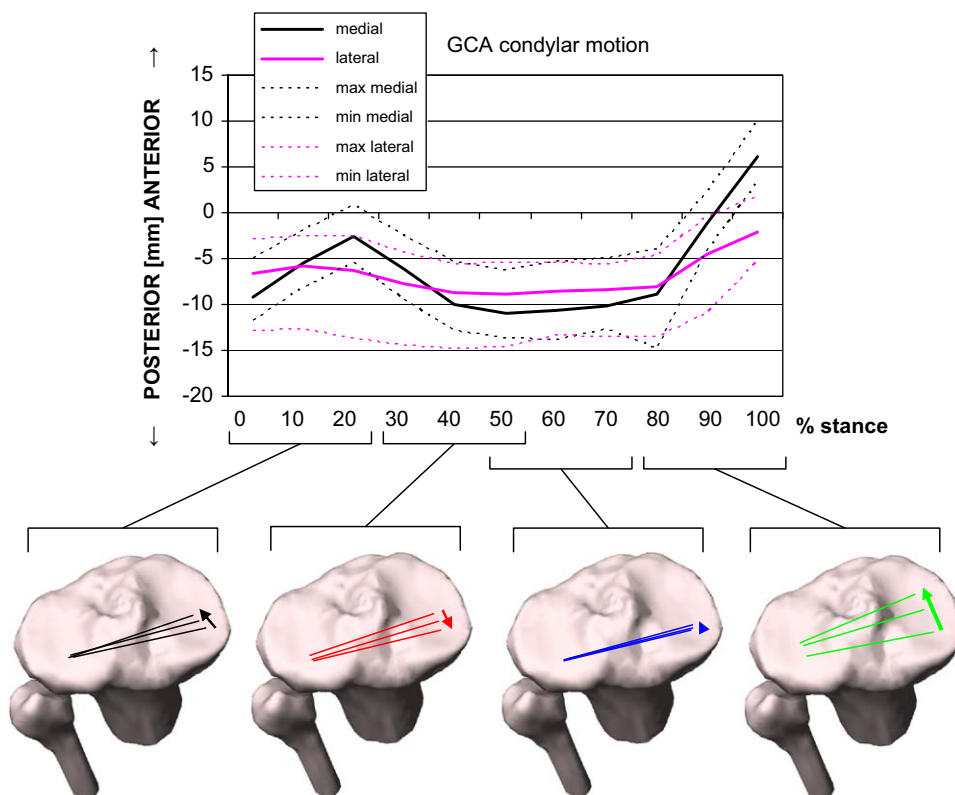 GCA condylar motion
medial
lateral
max medial
min medial
max lateral
min lateral
← POSTERIOR [mm] ANTERIOR →
15
10
5
0
-5
-10
-15
-20
0 10 20 30 40 50 60 70 80 90 100
% stance